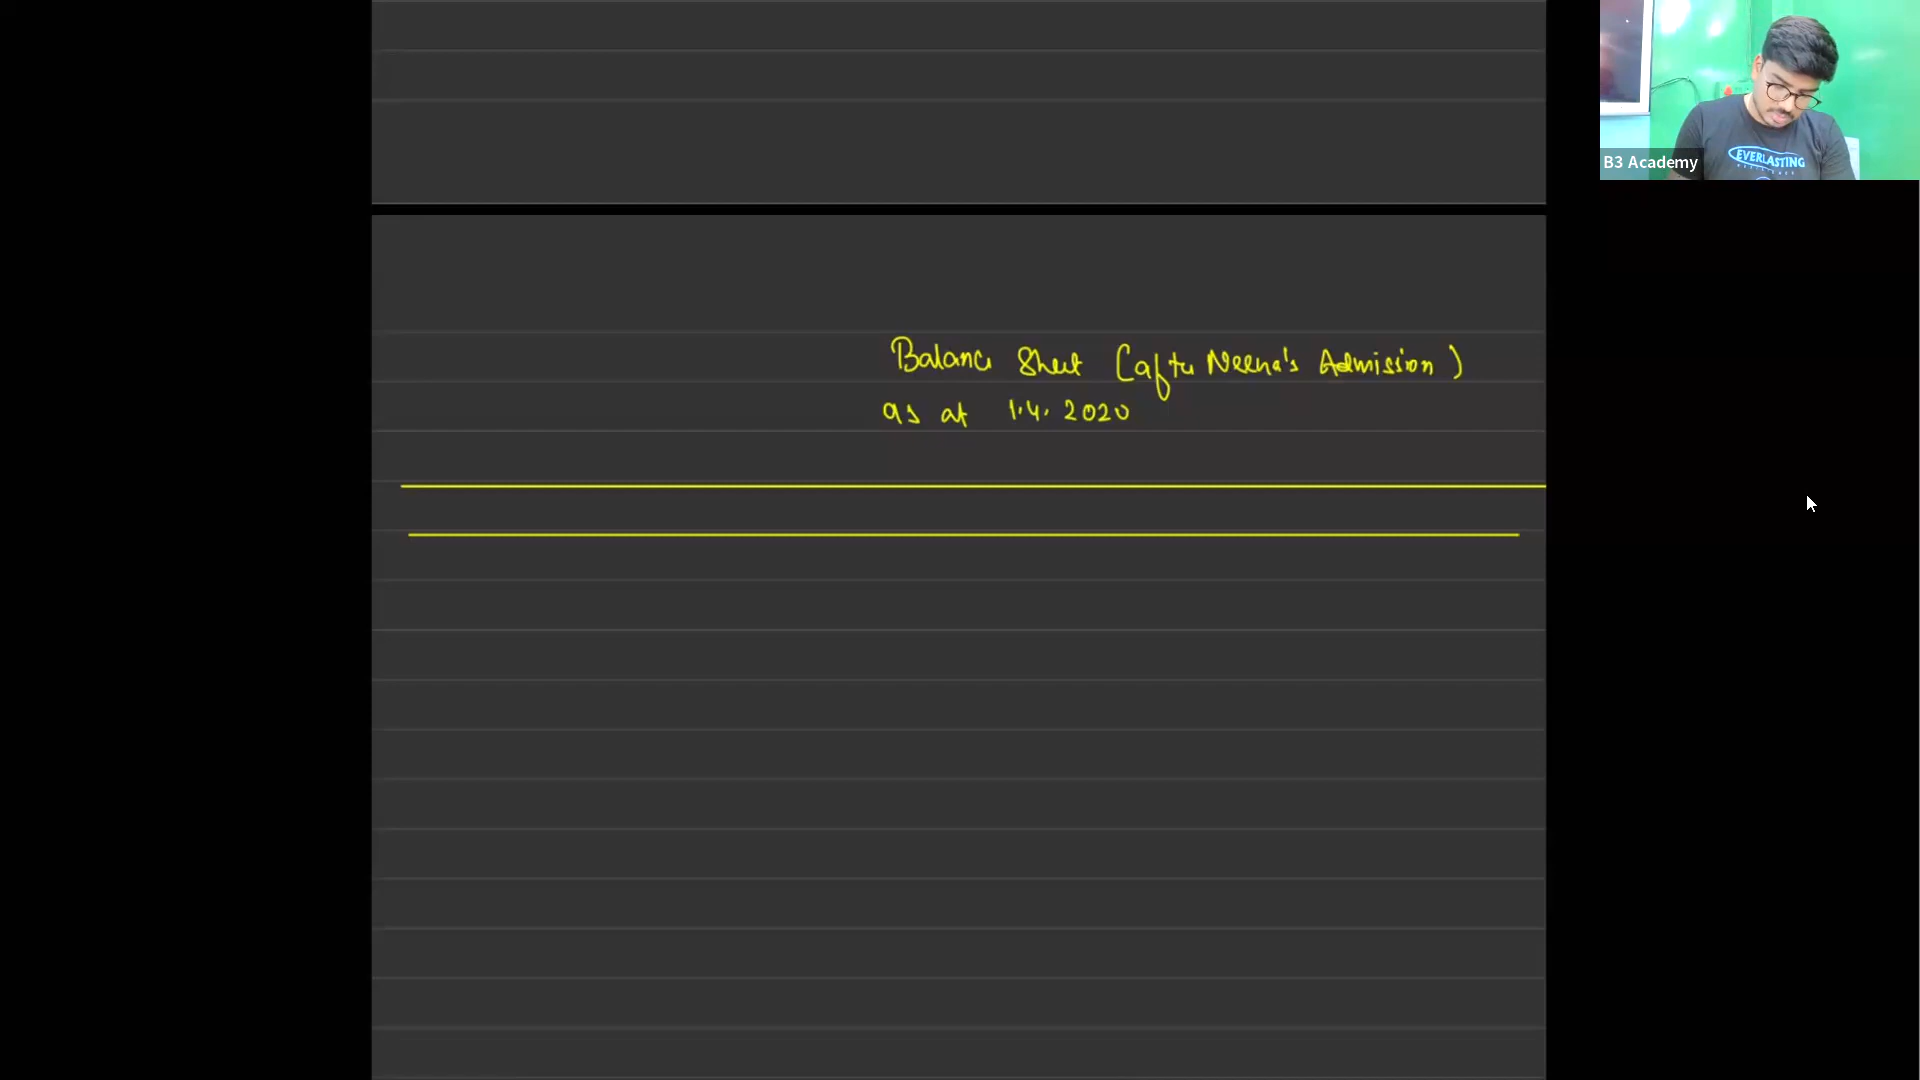 B3 Academy
EVERLASTING
Balance Sheet (after Neena's Admission)
as at 1.4.2020